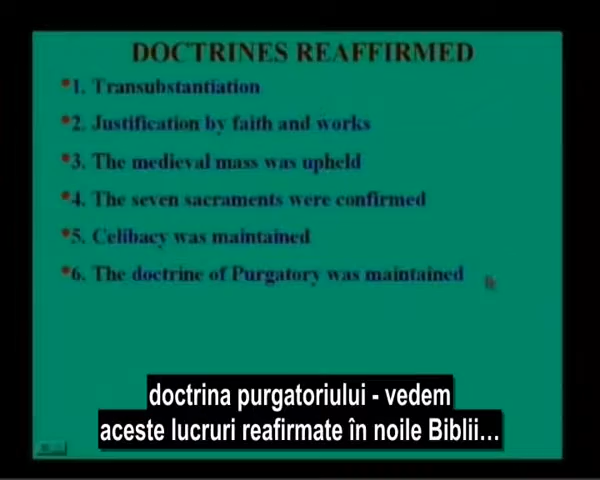 DOCTRINES REAFFIRMED
*1. Transubstantiation
*2. Justification by faith and works
*3. The medieval mass was upheld
*4. The seven sacraments were confirmed
*5. Celibacy was maintained
*6. The doctrine of Purgatory was maintained
doctrina purgatoriului - vedem
aceste lucruri reafirmate în noile Biblii...